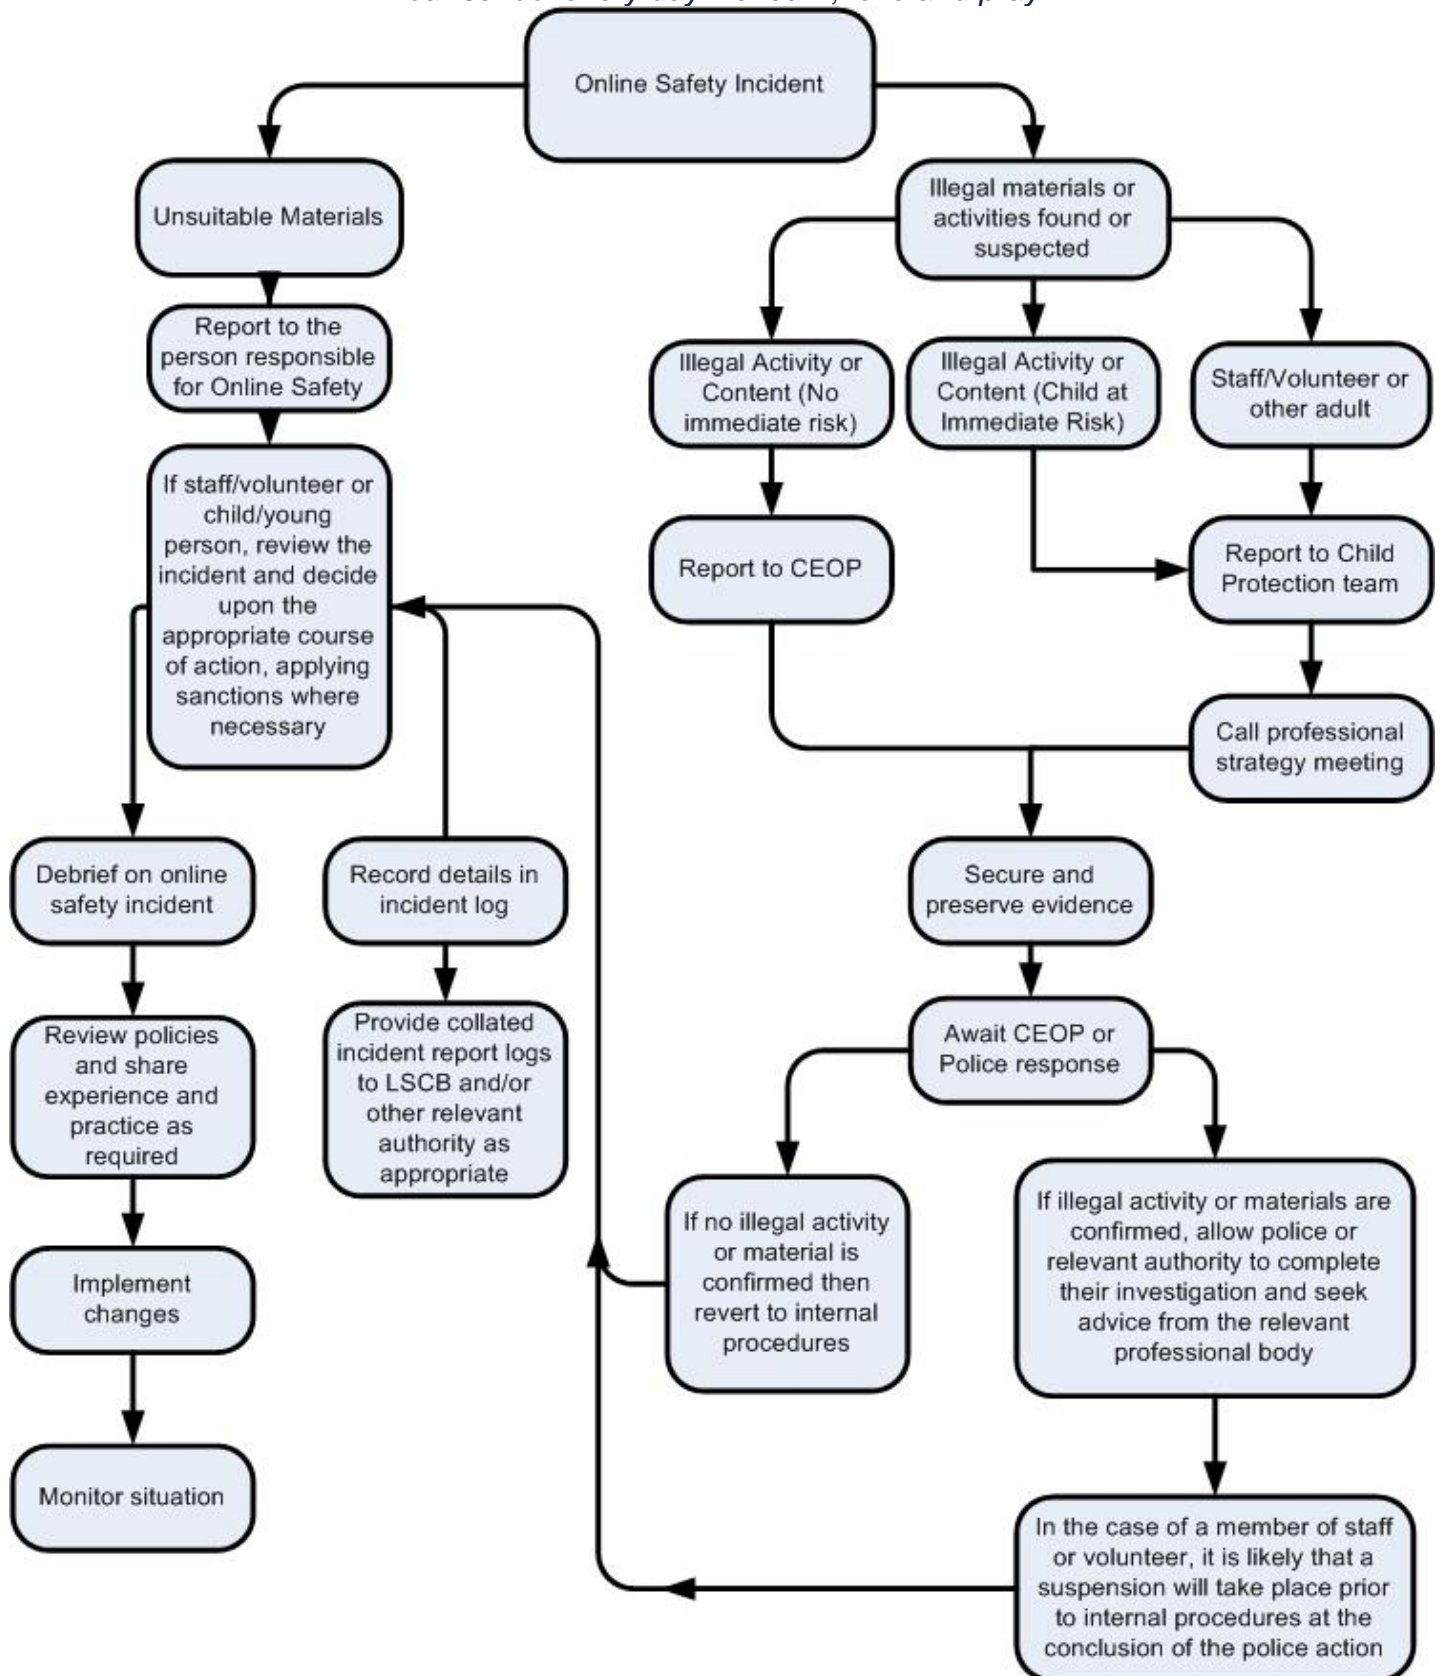 Online Safety Incident
Unsuitable Materials
Report to the
person responsible
for Online Safety
If staff/volunteer or
child/young
person, review the
incident and decide
upon the
appropriate course
of action, applying
sanctions where
necessary
Debrief on online
safety incident
Review policies
and share
experience and
practice as
required
Implement
changes
Monitor situation
Record details in
incident log
Provide collated
incident report logs
to LSCB and/or
other relevant
authority as
appropriate
Illegal materials or
activities found or
suspected
Illegal Activity or
Content (No
immediate risk)
Illegal Activity or
Content (Child at
Immediate Risk)
Staff/Volunteer or
other adult
Report to CEOP
Report to Child
Protection team
Call professional
strategy meeting
Secure and
preserve evidence
Await CEOP or
Police response
If no illegal activity
or material is
confirmed then
revert to internal
procedures
If illegal activity or materials are
confirmed, allow police or
relevant authority to complete
their investigation and seek
advice from the relevant
professional body
In the case of a member of staff
or volunteer, it is likely that a
suspension will take place prior
to internal procedures at the
conclusion of the police action